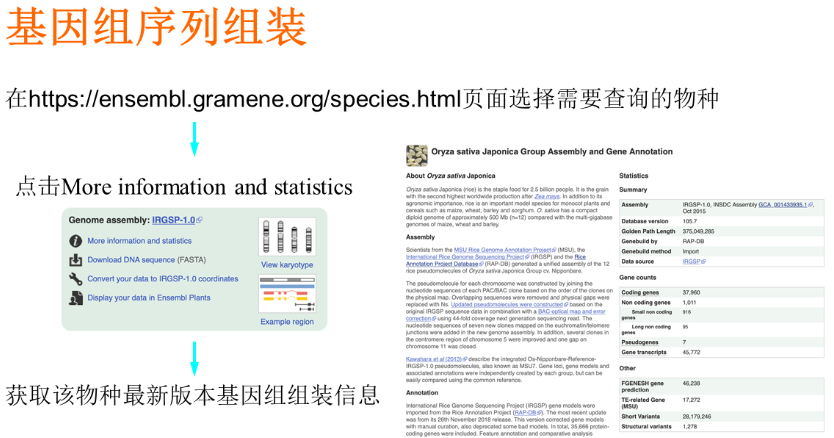 基因组序列组装
在https://ensembl.gramene.org/species.html页面选择需要查询的物种
点击More information and statistics
Genome assembly: IRGSP-1.0
More information and statistics
Download DNA sequence (FASTA)
Convert your data to IRGSP-1.0 coordinates
Display your data in Ensembl Plants
View karyotype
Example region
获取该物种最新版本基因组组装信息
Oryza sativa Japonica Group Assembly and Gene Annotation
About Oryza sativa Japonica
Oryza sativa Japonica (rice) is the staple food for 2.5 billion people. It is the grain
with the second highest worldwide production after Zea mays. In addition to its
agronomic importance, rice is an important model species for monocot plants and
cereals such as maize, wheat, barley and sorghum. O. sativa has a compact
diploid genome of approximately 500 Mb (n=12) compared with the multi-gigabase
genomes of maize, wheat and barley.
Assembly
Scientists from the MSU Rice Genome Annotation Project (MSU), the
International Rice Genome Sequencing Project (IRGSP) and the Rice
Annotation Project Database (RAP-DB) generated a unified assembly of the 12
rice pseudomolecules of Oryza sativa Japonica Group cv. Nipponbare.
The pseudomolecule for each chromosome was constructed by joining the
nucleotide sequences of each PAC/BAC clone based on the order of the clones on
the physical map. Overlapping sequences were removed and physical gaps were
replaced with Ns. Updated pseudomolecules were constructed based on the
original IRGSP sequence data in combination with a BAC-optical map and error
correction using 44-fold coverage next generation sequencing read. The
nucleotide sequences of seven new clones mapped on the euchromatin/telomere
junctions were added in the new genome assembly. In addition, several clones in
the centromere region of chromosome 5 were improved and one gap on
chromosome 11 was closed.
Kawahara et al (2013) describe the integrated Os-Nipponbare-Reference-
IRGSP-1.0 pseudomolecules, also known as MSU7. Gene loci, gene models and
associated annotations were independently created by each group, but can be
easily compared using the common reference.
Annotation
International Rice Genome Sequencing Project (IRGSP) gene models were
imported from the Rice Annotation Project (RAP-DB). The most recent update
was from its 26th November 2018 release. This version corrected gene models
with manual curation, also deprecated some bad models. In total, 35,666 protein-
coding genes were included. Feature annotation and comparative analysis
Statistics
Summary
Assembly IRGSP-1.0, INSDC Assembly GCA_001433935.1,
Oct 2015
Database version 105.7
Golden Path Length 375,049,285
Genebuild by RAP-DB
Genebuild method Import
Data source IRGSP
Gene counts
Coding genes 37,960
Non coding genes 1,011
Small non coding genes 916
Long non coding genes 95
Pseudogenes 7
Gene transcripts 45,772
Other
FGENESH gene prediction 46,238
TE-related Gene (MSU) 17,272
Short Variants 28,179,246
Structural variants 1,278